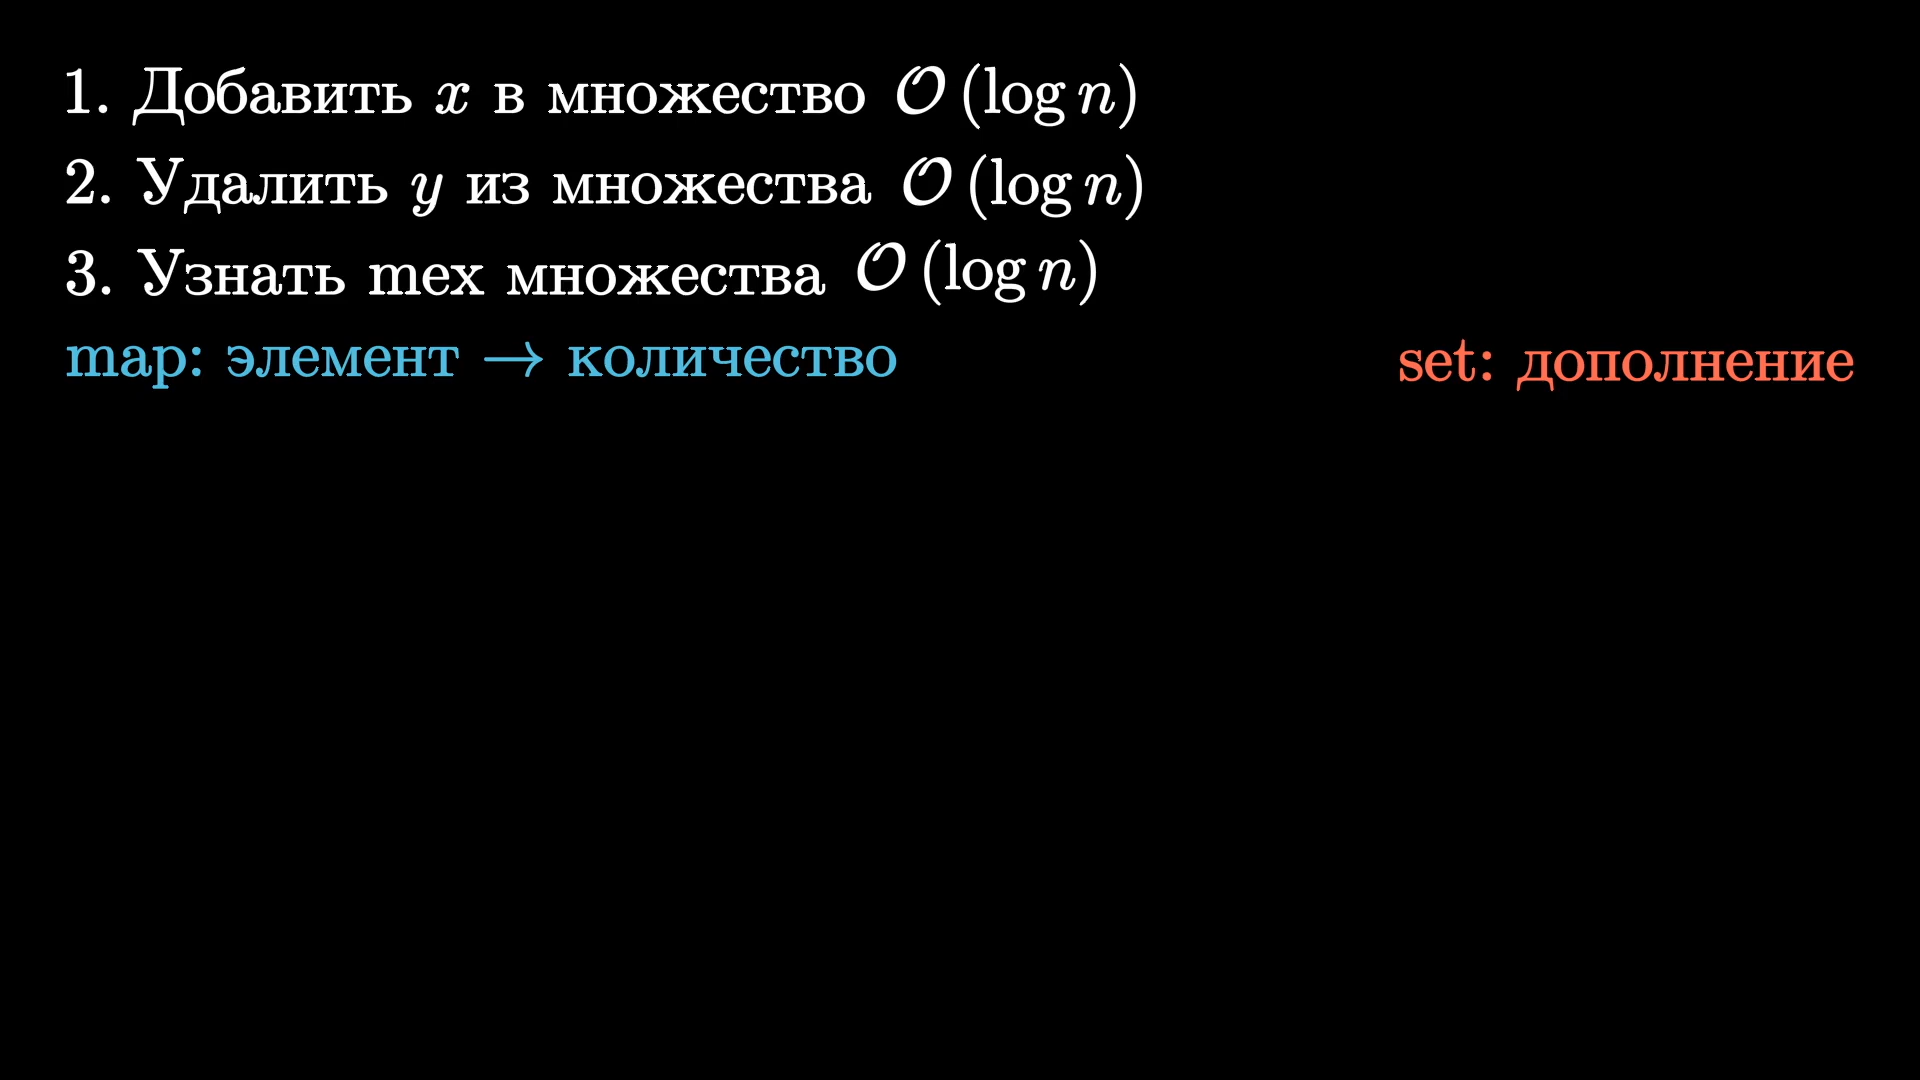 1. Добавить x в множество O (log n)
2. Удалить y из множества O (log n)
3. Узнать mex множества O (log n)
map: элемент → количество
set: дополнение